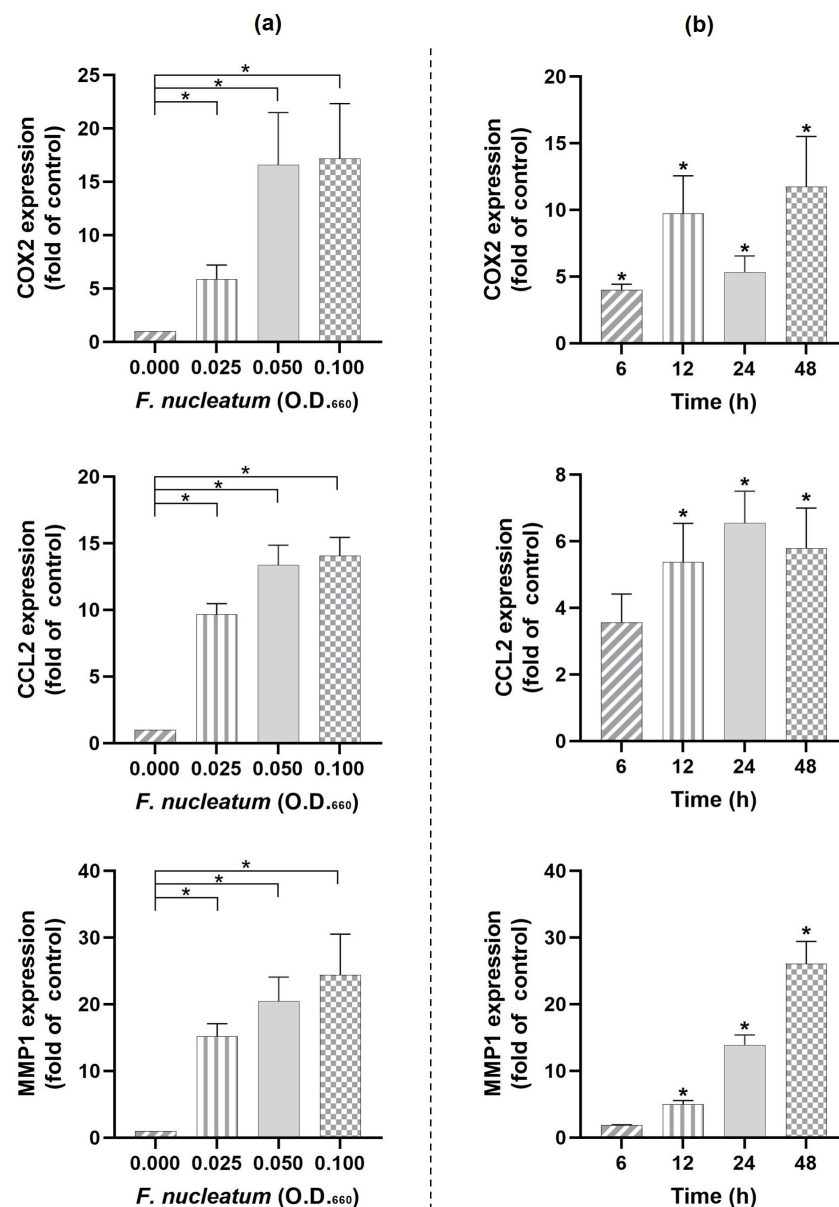 (a)
(b)
COX2 expression
(fold of control)
25
20
15
10
5
0
*
*
*
0.000 0.025 0.050 0.100
F. nucleatum (O.D.660)
COX2 expression
(fold of control)
20
15
10
5
0
*
*
*
*
6 12 24 48
Time (h)
CCL2 expression
(fold of control)
20
15
10
5
0
*
*
*
0.000 0.025 0.050 0.100
F. nucleatum (O.D.660)
CCL2 expression
(fold of control)
8
6
4
2
0
*
*
*
6 12 24 48
Time (h)
MMP1 expression
(fold of control)
40
30
20
10
0
*
*
*
0.000 0.025 0.050 0.100
F. nucleatum (O.D.660)
MMP1 expression
(fold of control)
40
30
20
10
0
*
*
*
6 12 24 48
Time (h)